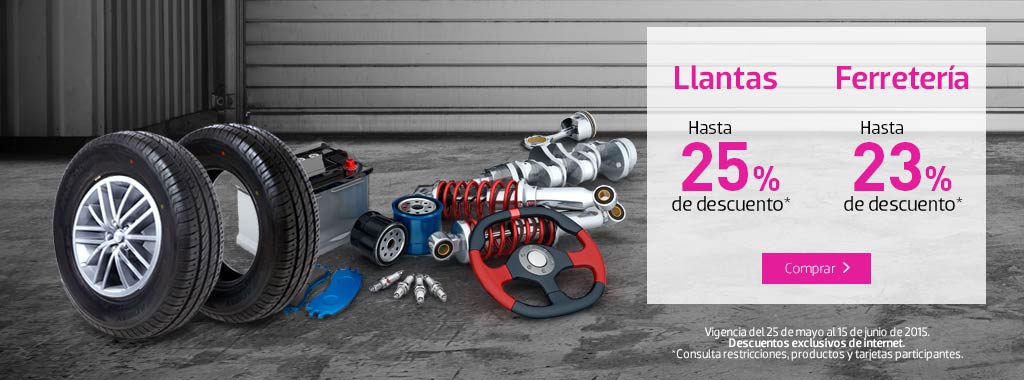 Llantas
Hasta
25%
de descuento*
Ferretería
Hasta
23%
de descuento*
Comprar
Vigencia del 25 de mayo al 15 de junio de 2015.
Descuentos exclusivos de internet.
*Consulta restricciones, productos y tarjetas participantes.